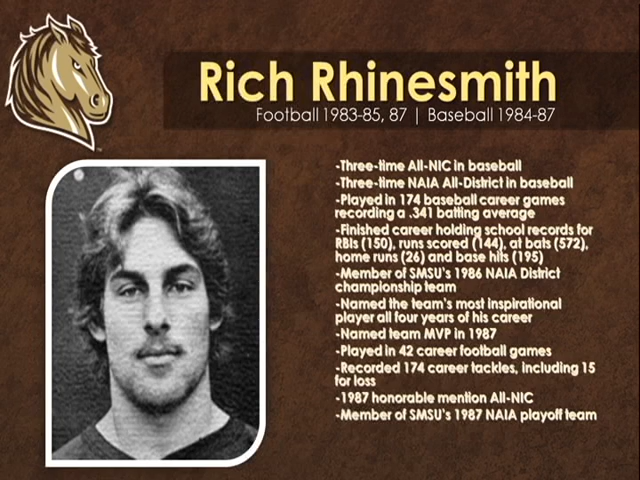 Rich Rhinesmith
Football 1983-85, 87 | Baseball 1984-87
-Three-time All-NIC in baseball
-Three-time NAIA All-District in baseball
-Played in 174 baseball career games
recording a .341 batting average
-Finished career holding school records for
RBIs (150), runs scored (144), at bats (572),
home runs (26) and base hits (195)
-Member of SMSU's 1986 NAIA District
championship team
-Named the team's most inspirational
player all four years of his career
-Named team MVP in 1987
-Played in 42 career football games
-Recorded 174 career tackles, including 15
for loss
-1987 honorable mention All-NIC
-Member of SMSU's 1987 NAIA playoff team